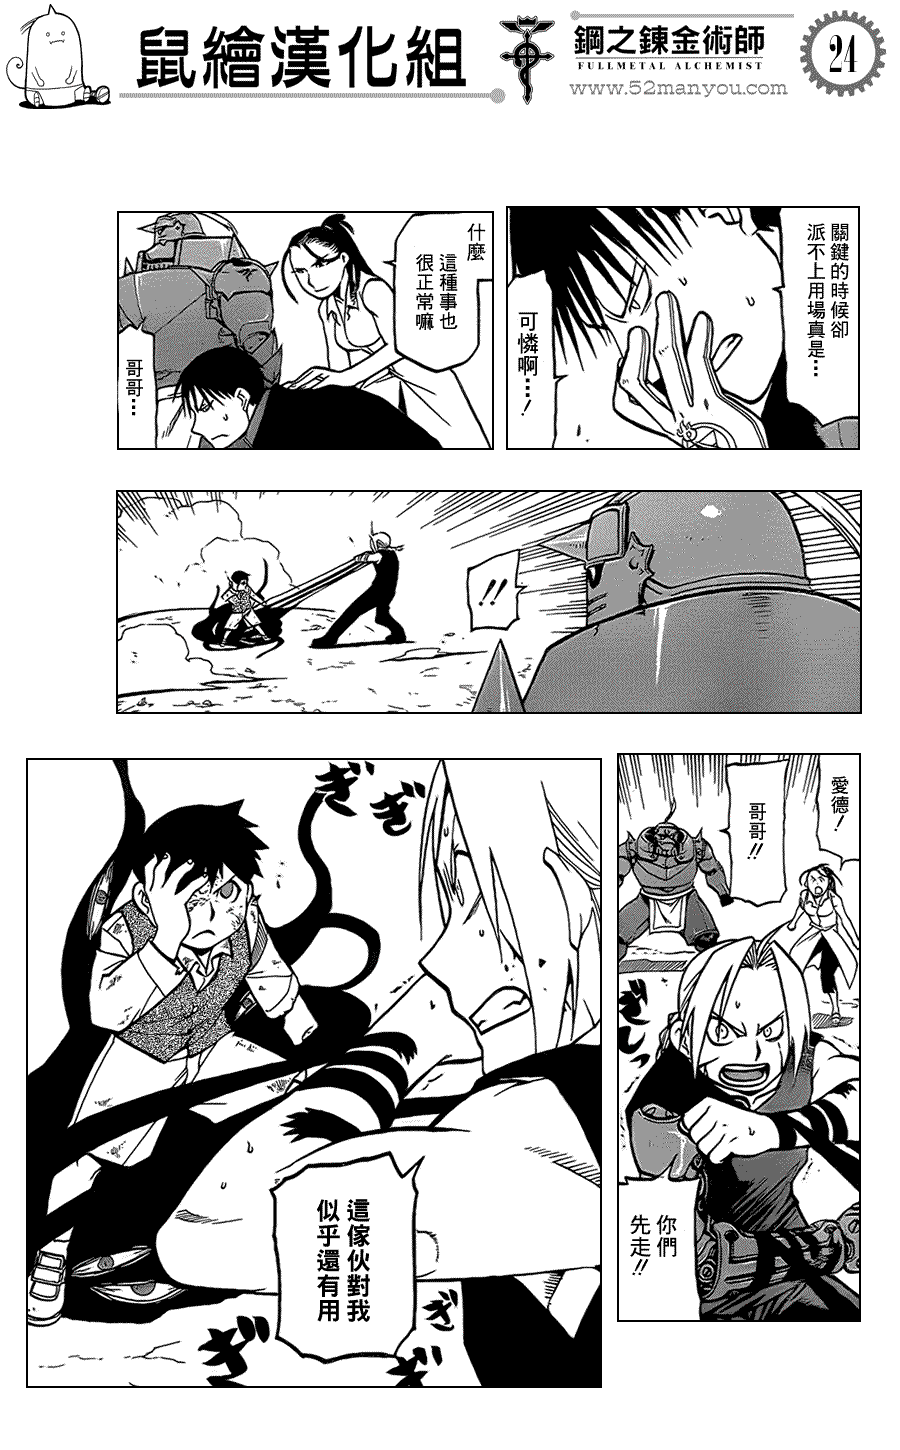 鼠繪漢化組
鋼之鍊金術師
FULLMETAL ALCHEMIST
www.52manyou.com
24
關鍵的時候卻
派不上用場真是…
可憐啊…!
什麼
這種事也
很正常嘛
哥哥…
!!
愛德!
哥哥!!
你們
先走!!
ぎぎ
ぎ
ぎぎぎ
這傢伙對我
似乎還有用